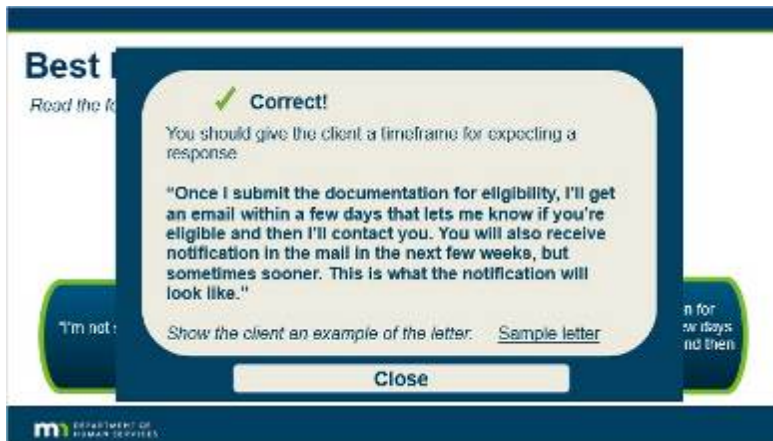 Best
Read the fo
Correct!
You should give the client a timeframe for expecting a
response
“Once I submit the documentation for eligibility, I'll get
an email within a few days that lets me know if you're
eligible and then I'll contact you. You will also receive
notification in the mail in the next few weeks, but
sometimes sooner. This is what the notification will
look like.”
"I'm not s
n for
ew days
nd then
Show the client an example of the letter. Sample letter
Close
mn DEPARTMENT OF
HUMAN SERVICES